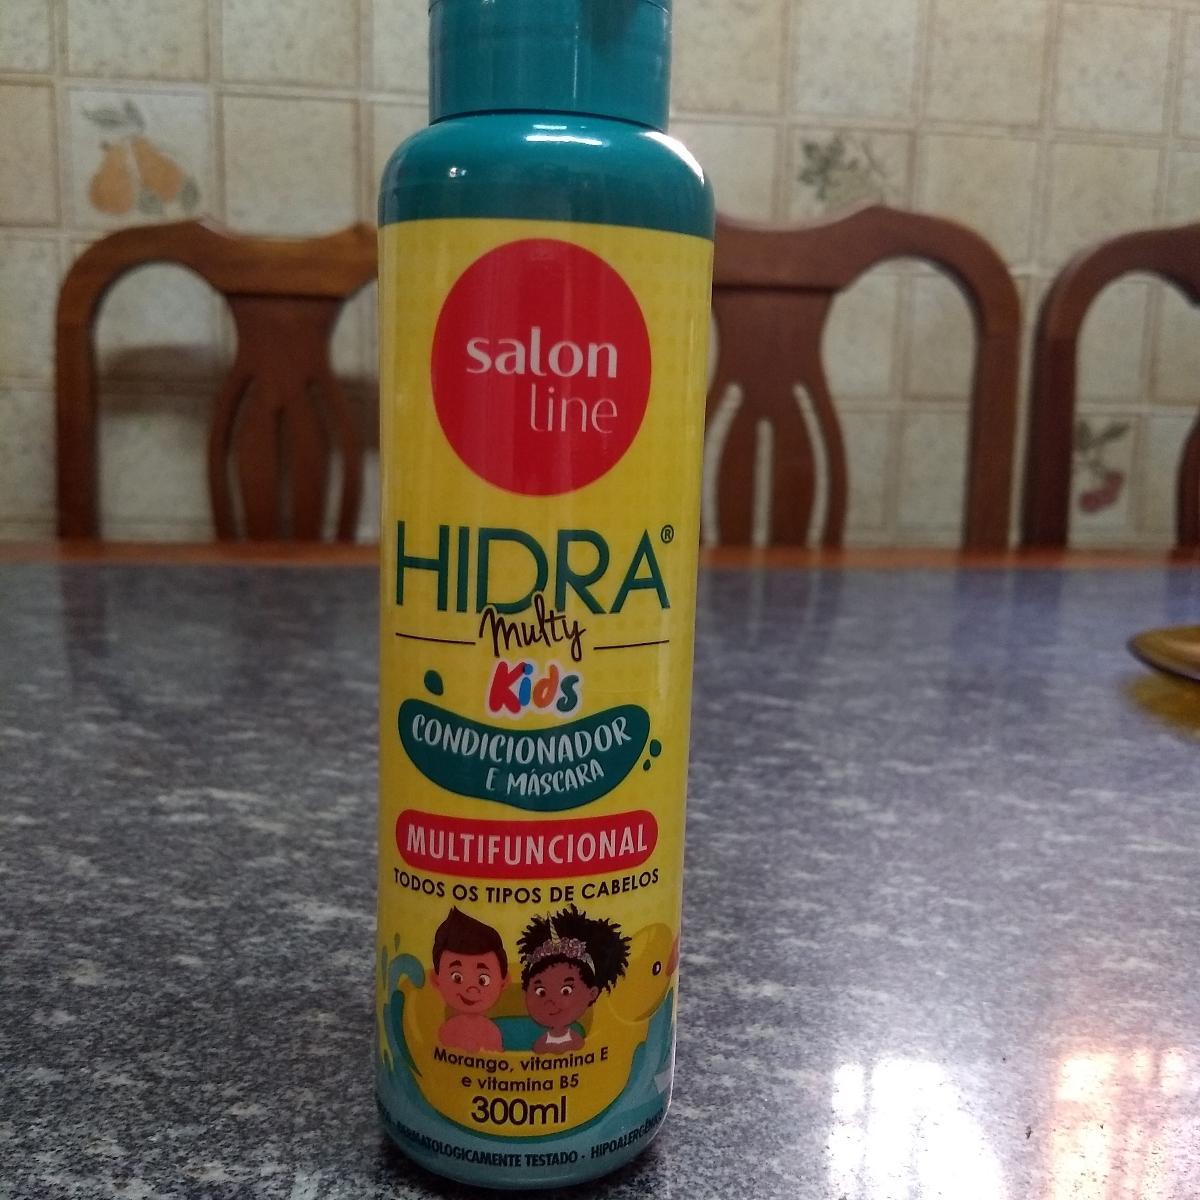 salon
line
HIDRA®
Multy
Kids
CONDICIONADOR
E MÁSCARA
MULTIFUNCIONAL
TODOS OS TIPOS DE CABELOS
Morango, vitamina E
e vitamina B5
300ml
DERMATOLOGICAMENTE TESTADO - HIPOALERGÊNICO